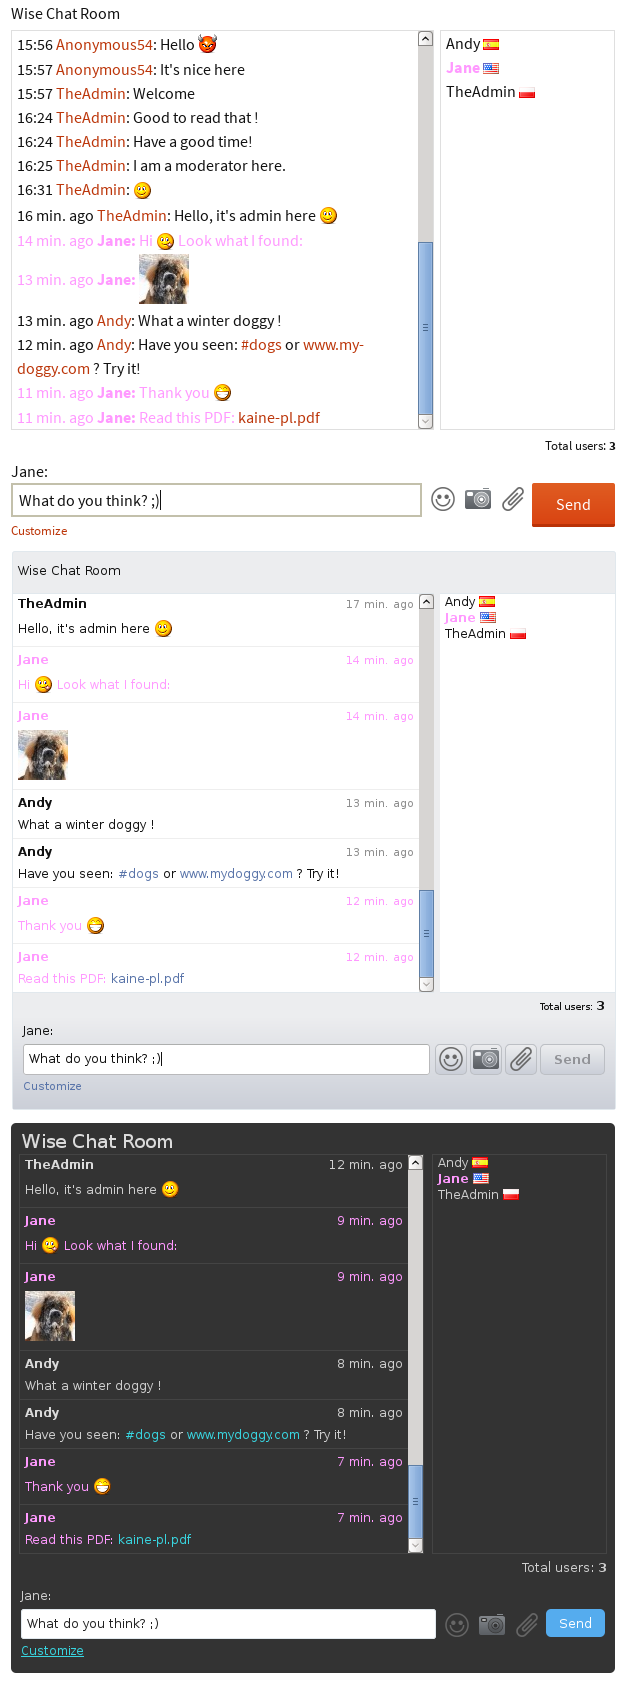 Wise Chat Room
15:56 Anonymous54: Hello
15:57 Anonymous54: It's nice here
15:57 TheAdmin: Welcome
16:24 TheAdmin: Good to read that !
16:24 TheAdmin: Have a good time!
16:25 TheAdmin: I am a moderator here.
16:31 TheAdmin:
16 min. ago TheAdmin: Hello, it's admin here
14 min. ago Jane: Hi Look what I found:
13 min. ago Jane:
13 min. ago Andy: What a winter doggy !
12 min. ago Andy: Have you seen: #dogs or www.my-
doggy.com ? Try it!
11 min. ago Jane: Thank you
11 min. ago Jane: Read this PDF: kaine-pl.pdf
Andy
Jane
TheAdmin
Total users: 3
Jane:
What do you think? ;)
Send
Customize
Wise Chat Room
TheAdmin 17 min. ago
Hello, it's admin here
Jane 14 min. ago
Hi Look what I found:
Jane 14 min. ago
Andy 13 min. ago
What a winter doggy !
Andy 13 min. ago
Have you seen: #dogs or www.mydoggy.com ? Try it!
Jane 12 min. ago
Thank you
Jane 12 min. ago
Read this PDF: kaine-pl.pdf
Andy
Jane
TheAdmin
Total users: 3
Jane:
What do you think? ;)
Send
Customize
Wise Chat Room
TheAdmin 12 min. ago
Hello, it's admin here
Jane 9 min. ago
Hi Look what I found:
Jane 9 min. ago
Andy 8 min. ago
What a winter doggy !
Andy 8 min. ago
Have you seen: #dogs or www.mydoggy.com ? Try it!
Jane 7 min. ago
Thank you
Jane 7 min. ago
Read this PDF: kaine-pl.pdf
Andy
Jane
TheAdmin
Total users: 3
Jane:
What do you think? ;)
Send
Customize